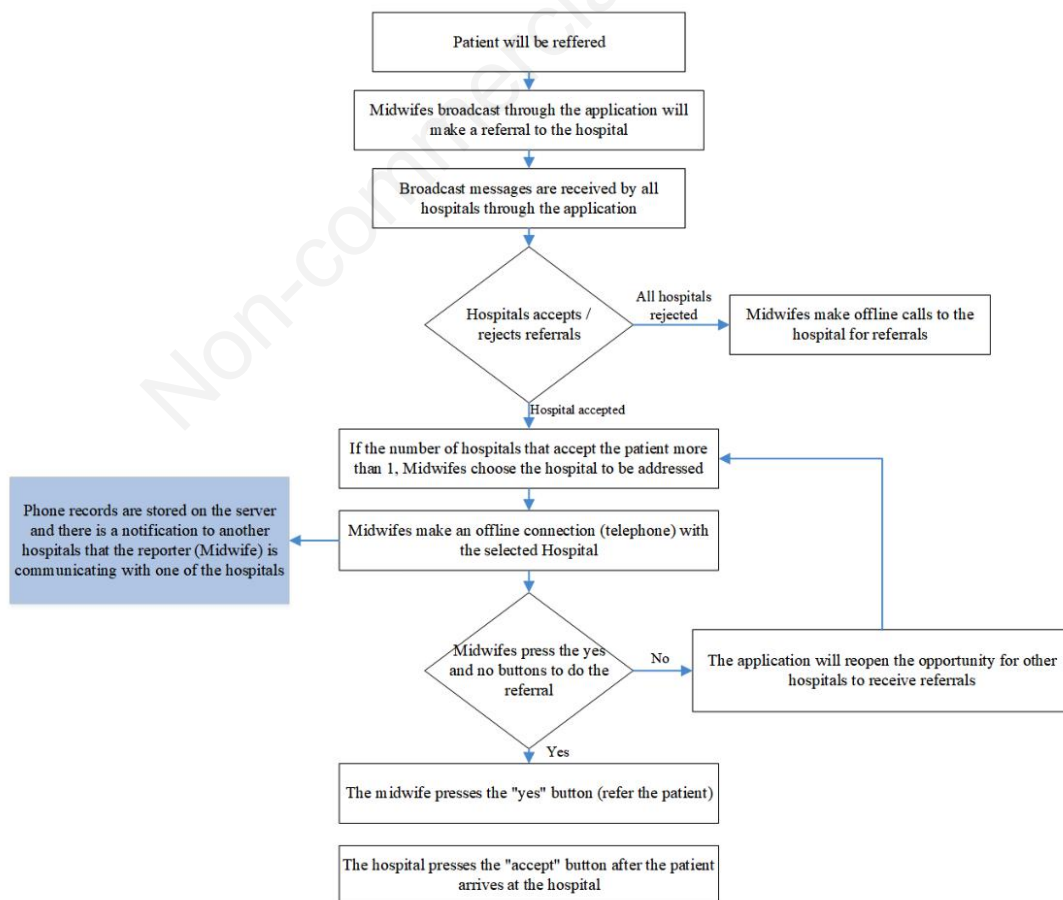 Patient will be reffered
Midwifes broadcast through the application will
make a referral to the hospital
Broadcast messages are received by all
hospitals through the application
Hospitals accepts /
rejects referrals
All hospitals
rejected
Midwifes make offline calls to the
hospital for referrals
Hospital accepted
If the number of hospitals that accept the patient more
than 1, Midwifes choose the hospital to be addressed
Phone records are stored on the server
and there is a notification to another
hospitals that the reporter (Midwife) is
communicating with one of the hospitals
Midwifes make an offline connection (telephone) with
the selected Hospital
Midwifes press the yes
and no buttons to do the
referral
No
The application will reopen the opportunity for other
hospitals to receive referrals
Yes
The midwife presses the "yes" button (refer the patient)
The hospital presses the "accept" button after the patient
arrives at the hospital